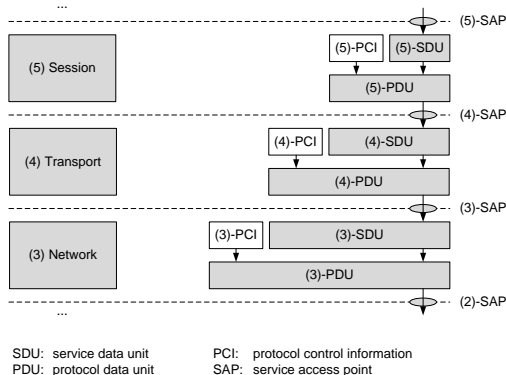 ...
(5)-SAP
(5) Session
(5)-PCI
(5)-SDU
(5)-PDU
(4)-SAP
(4) Transport
(4)-PCI
(4)-SDU
(4)-PDU
(3)-SAP
(3) Network
(3)-PCI
(3)-SDU
(3)-PDU
(2)-SAP
...
SDU: service data unit
PCI: protocol control information
PDU: protocol data unit
SAP: service access point